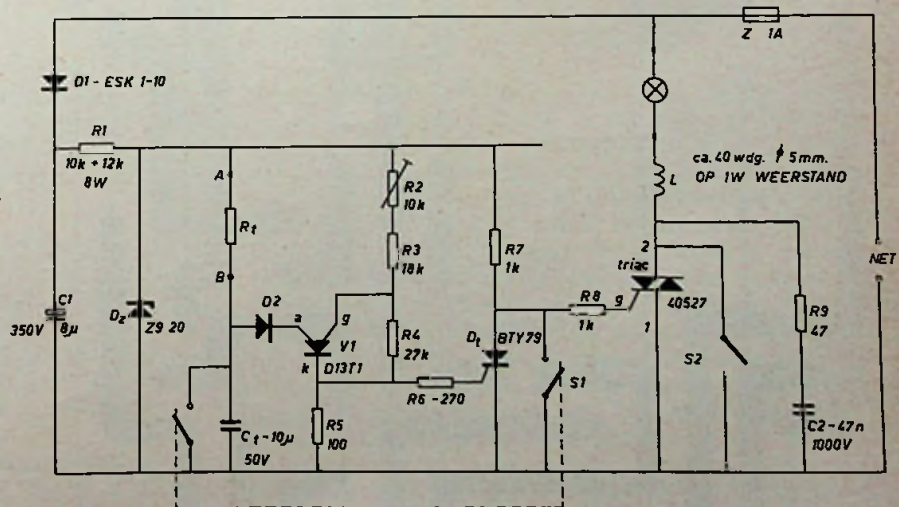 Z 1A
D1 - ESK 1-10
R1
10k + 12k
8W
A
Rt
B
R2
10k
R3
18k
R7
1k
ca. 40 wdg. ϕ 5mm.
OP 1W WEERSTAND
L
NET
2
triac
40527
1
g
R8
1k
C1
350V
8μ
Dz
Z9 20
D2
a
g
V1
k
D13T1
R4
27k
Dt
BTY79
S1
S2
R9
47
R6 - 270
Ct - 10μ
50V
R5
100
C2 - 47n
1000V